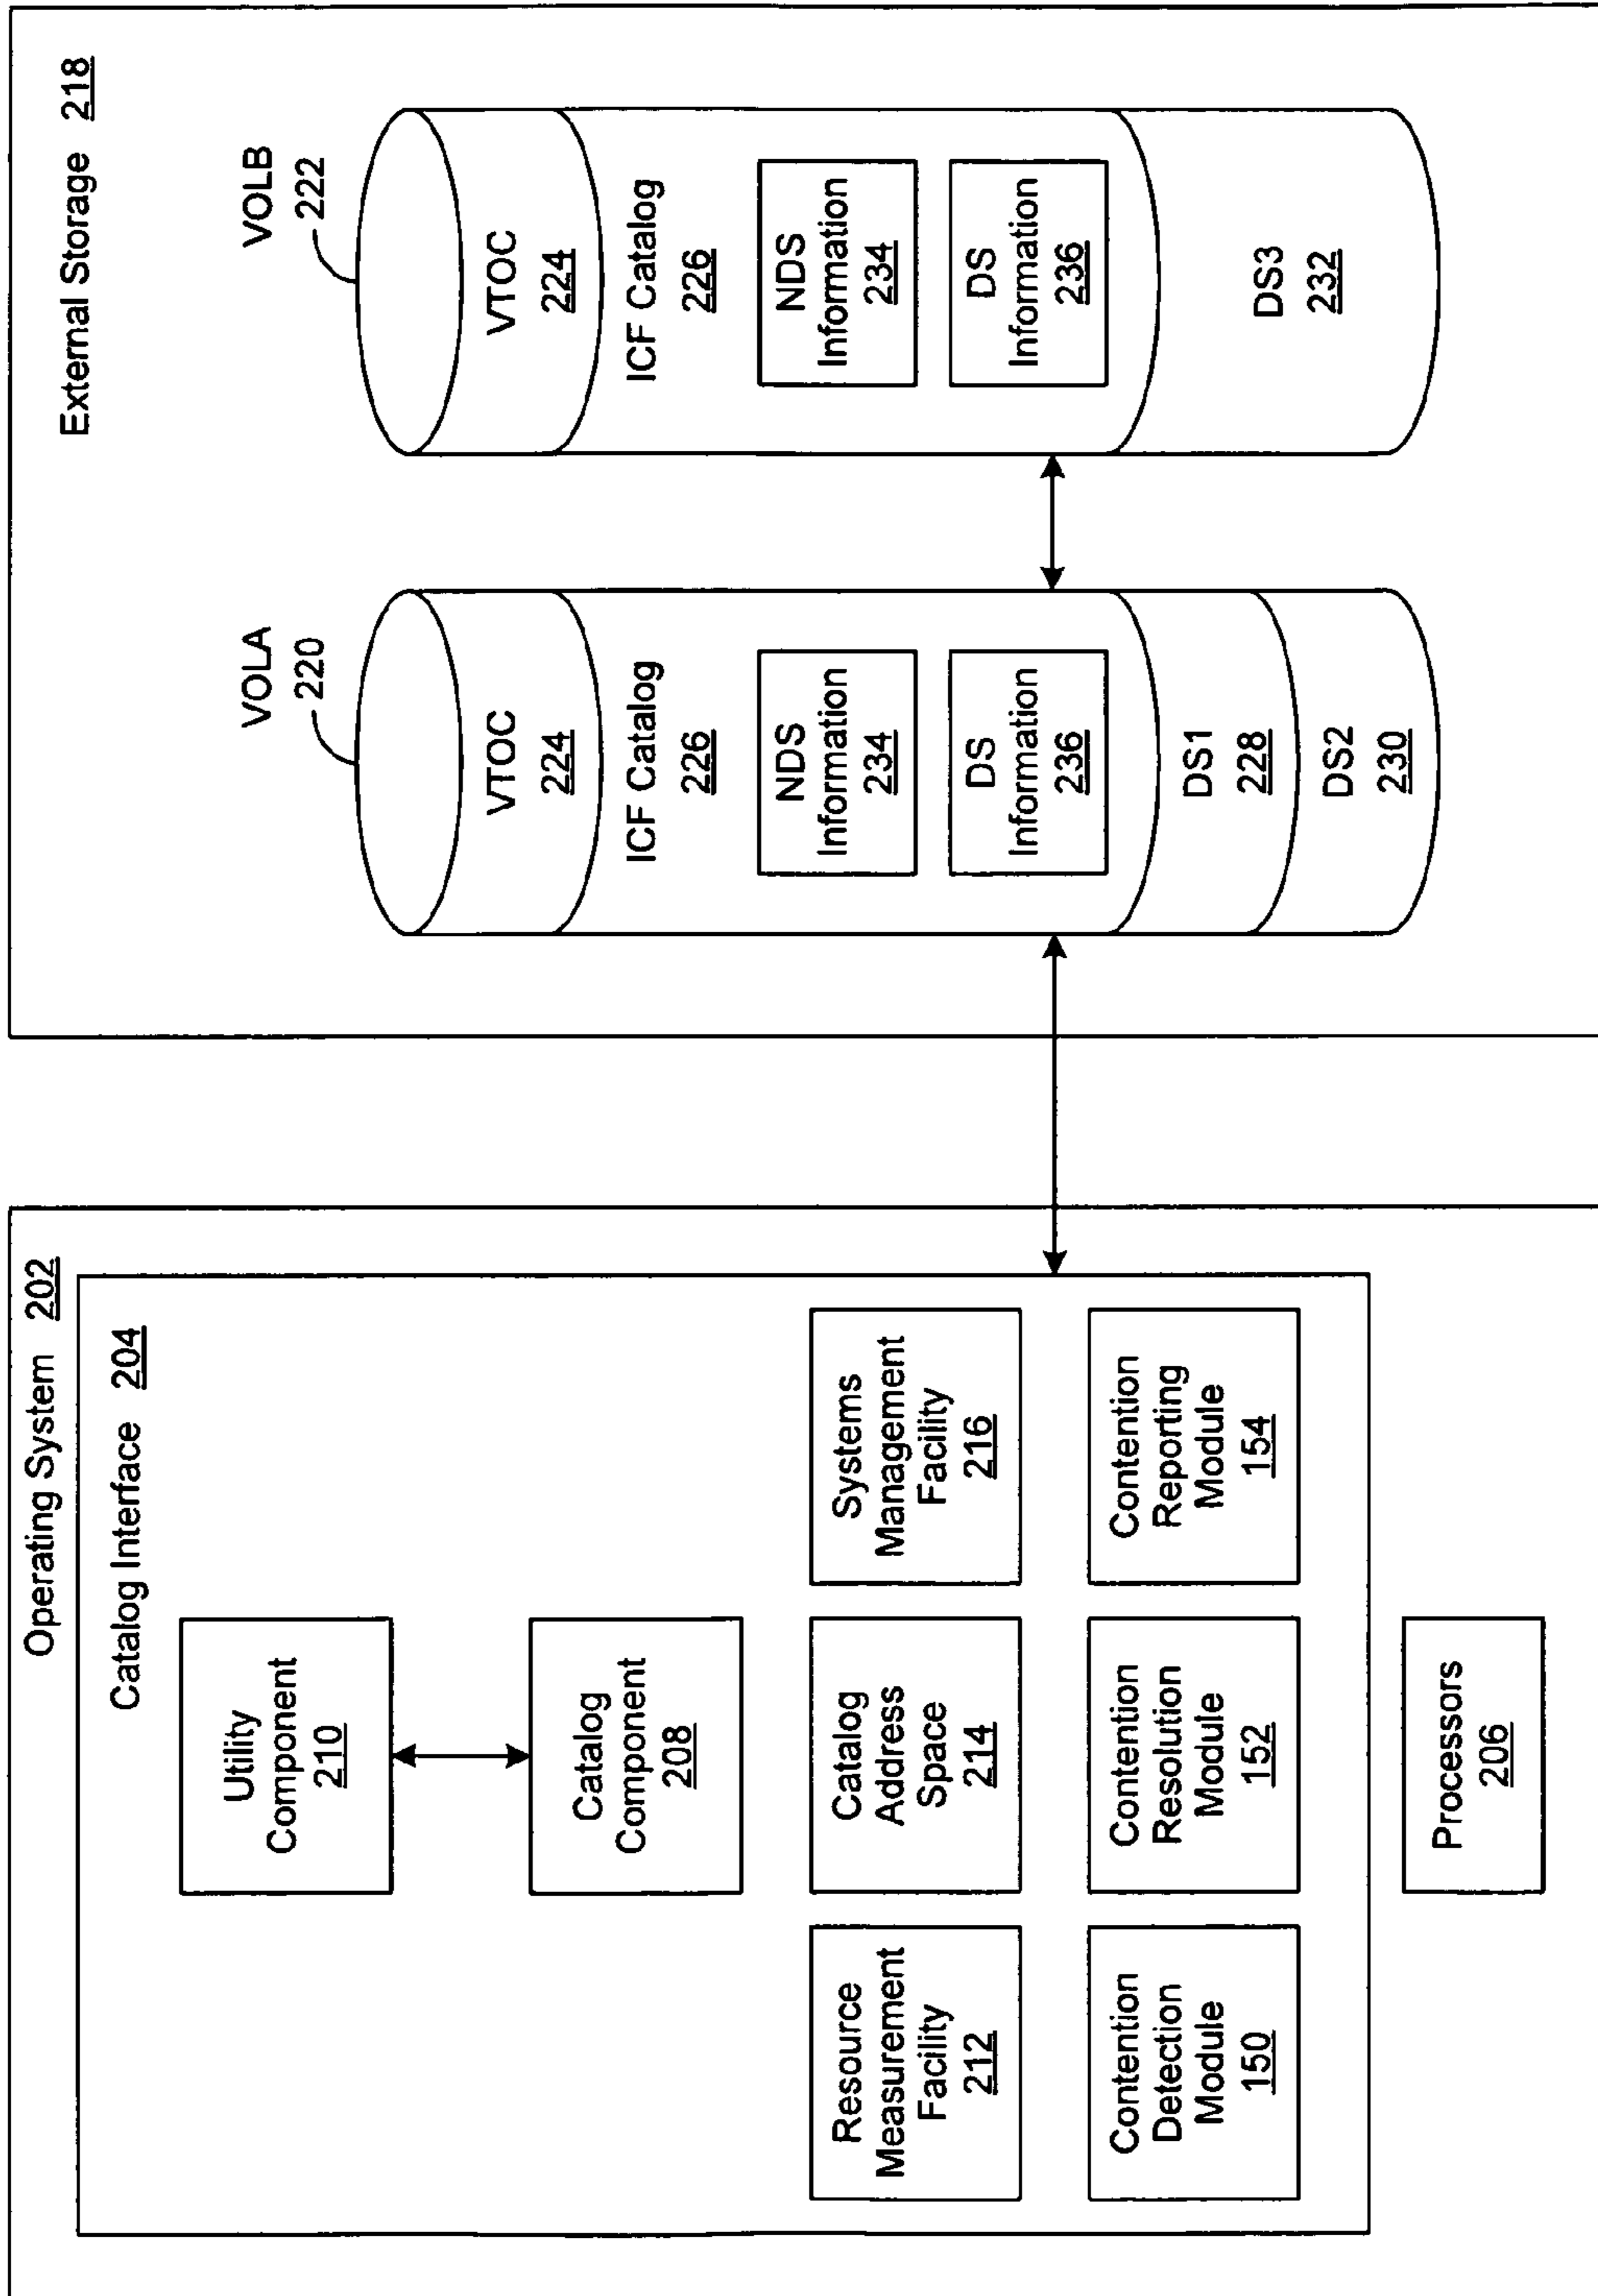 Operating System 202
Catalog Interface 204
Utility
Component
210
Catalog
Component
208
Resource
Measurement
Facility
212
Catalog
Address
Space
214
Systems
Management
Facility
216
Contention
Detection
Module
150
Contention
Resolution
Module
152
Contention
Reporting
Module
154
Processors
206
External Storage 218
VOLA
220
VTOC
224
ICF Catalog
226
NDS
Information
234
DS
Information
236
DS1
228
DS2
230
VOLB
222
VTOC
224
ICF Catalog
226
NDS
Information
234
DS
Information
236
DS3
232